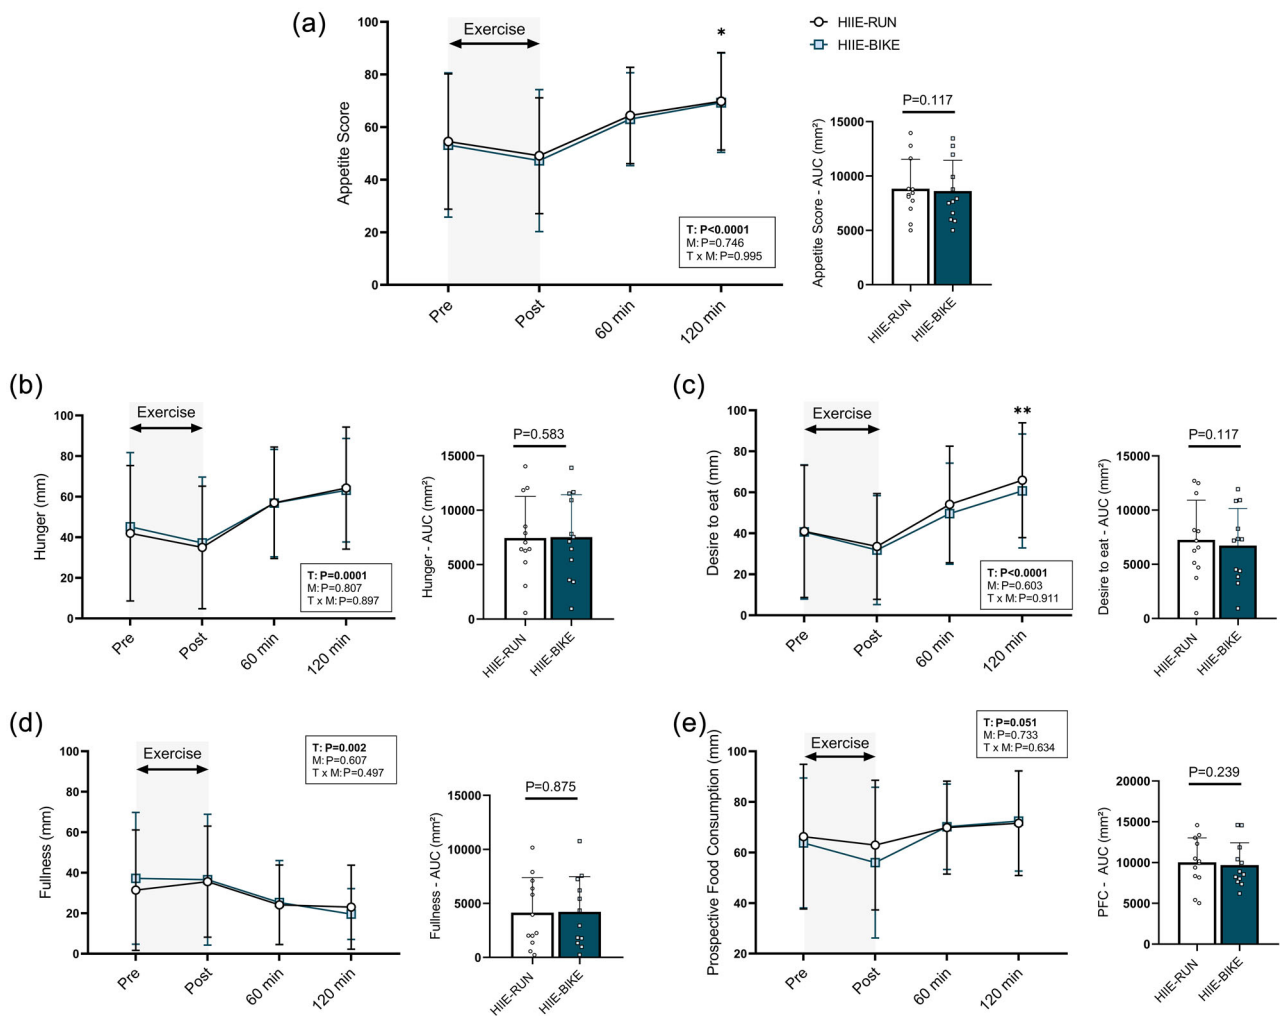 (a)
HIIE-RUN
HIIE-BIKE
Exercise
*
Appetite Score
100
80
60
40
20
0
T: P<0.0001
M: P=0.746
T x M: P=0.995
Pre
Post
60 min
120 min
P=0.117
Appetite Score - AUC (mm²)
15000
10000
5000
0
HIIE-RUN
HIIE-BIKE
(b)
Exercise
Hunger (mm)
100
80
60
40
20
0
T: P=0.0001
M: P=0.807
T x M: P=0.897
Pre
Post
60 min
120 min
P=0.583
Hunger - AUC (mm²)
15000
10000
5000
0
HIIE-RUN
HIIE-BIKE
(c)
Exercise
**
Desire to eat (mm)
100
80
60
40
20
0
T: P<0.0001
M: P=0.603
T x M: P=0.911
Pre
Post
60 min
120 min
P=0.117
Desire to eat - AUC (mm²)
15000
10000
5000
0
HIIE-RUN
HIIE-BIKE
(d)
Exercise
T: P=0.002
M: P=0.607
T x M: P=0.497
Fullness (mm)
100
80
60
40
20
0
Pre
Post
60 min
120 min
P=0.875
Fullness - AUC (mm²)
15000
10000
5000
0
HIIE-RUN
HIIE-BIKE
(e)
Exercise
T: P=0.051
M: P=0.733
T x M: P=0.634
Prospective Food Consumption (mm)
100
80
60
40
20
Pre
Post
60 min
120 min
P=0.239
PFC - AUC (mm²)
20000
15000
10000
5000
0
HIIE-RUN
HIIE-BIKE